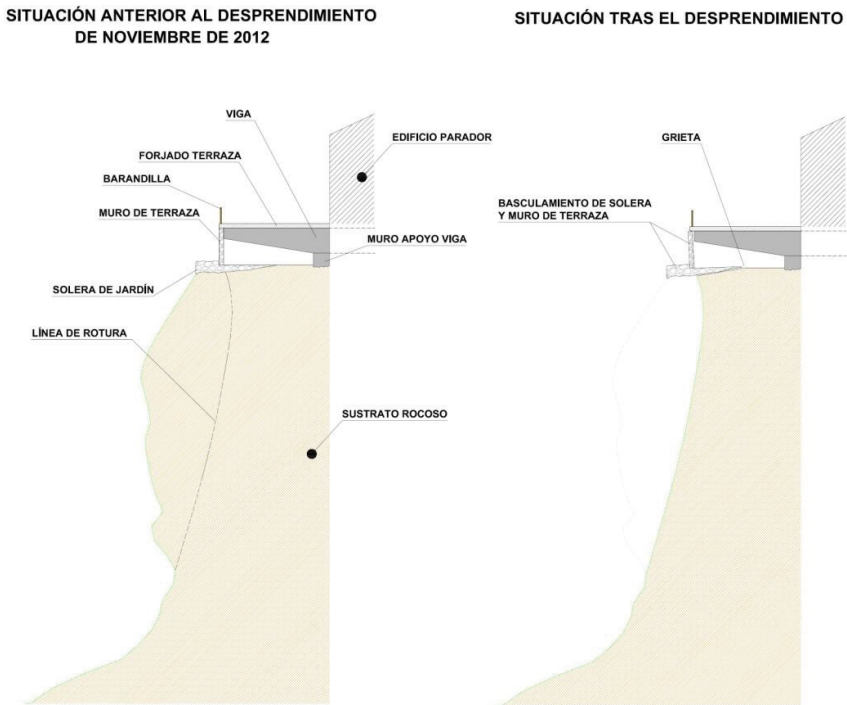 SITUACIÓN ANTERIOR AL DESPRENDIMIENTO
DE NOVIEMBRE DE 2012
VIGA
EDIFICIO PARADOR
FORJADO TERRAZA
BARANDILLA
MURO DE TERRAZA
MURO APOYO VIGA
SOLERA DE JARDÍN
LÍNEA DE ROTURA
SUSTRATO ROCOSO
SITUACIÓN TRAS EL DESPRENDIMIENTO
GRIETA
BASCULAMIENTO DE SOLERA
Y MURO DE TERRAZA